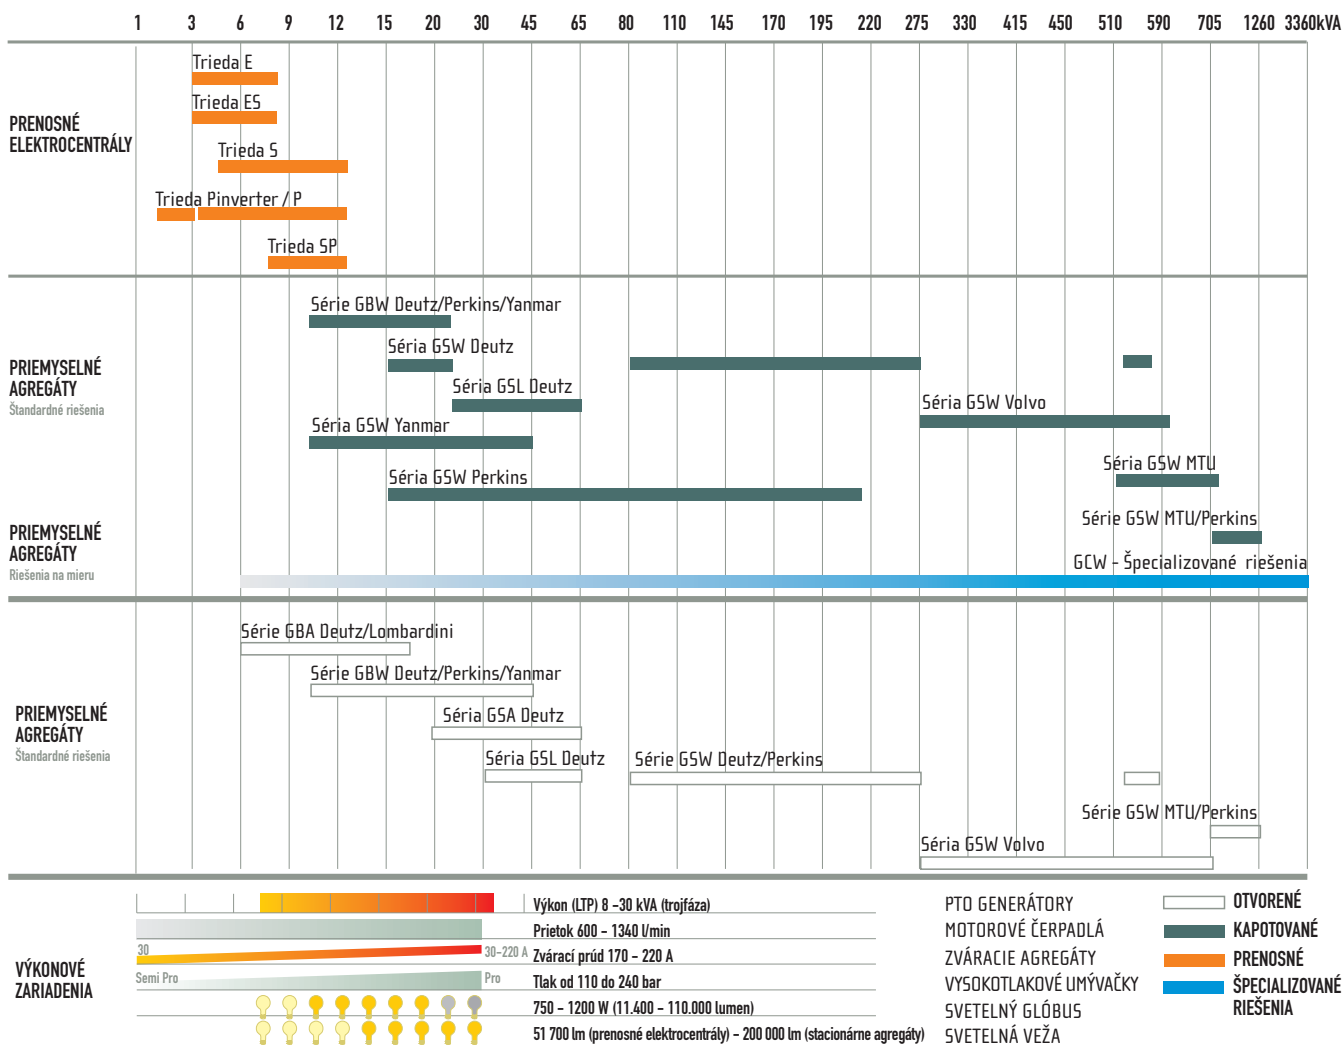 1 3 6 9 12 15 20 30 45 65 80 110 145 170 195 220 275 330 415 450 510 590 705 1260 3360kVA
PRENOSNÉ
ELEKTROCENTRÁLY
Trieda E
Trieda ES
Trieda S
Trieda Pinverter / P
Trieda SP
PRIEMYSELNÉ
AGREGÁTY
Štandardné riešenia
Série GBW Deutz/Perkins/Yanmar
Séria GSW Deutz
Séria GSL Deutz
Séria GSW Volvo
Séria GSW Yanmar
Séria GSW MTU
Séria GSW Perkins
PRIEMYSELNÉ
AGREGÁTY
Riešenia na mieru
Série GSW MTU/Perkins
GCW - Špecializované riešenia
PRIEMYSELNÉ
AGREGÁTY
Štandardné riešenia
Série GBA Deutz/Lombardini
Série GBW Deutz/Perkins/Yanmar
Séria GSA Deutz
Séria GSL Deutz
Série GSW Deutz/Perkins
Série GSW MTU/Perkins
Séria GSW Volvo
VÝKONOVÉ
ZARIADENIA
Výkon (LTP) 8 –30 kVA (trojfáza)
Prietok 600 – 1340 l/min
30
30–220 A
Zvárací prúd 170 – 220 A
Semi Pro
Pro
Tlak od 110 do 240 bar
750 – 1200 W (11.400 – 110.000 lumen)
51 700 lm (prenosné elektrocentrály) – 200 000 lm (stacionárne agregáty)
PTO GENERÁTORY
MOTOROVÉ ČERPADLÁ
ZVÁRACIE AGREGÁTY
VYSOKOTLAKOVÉ UMÝVAČKY
SVETELNÝ GLÓBUS
SVETELNÁ VEŽA
OTVORENÉ
KAPOTOVANÉ
PRENOSNÉ
ŠPECIALIZOVANÉ
RIEŠENIA